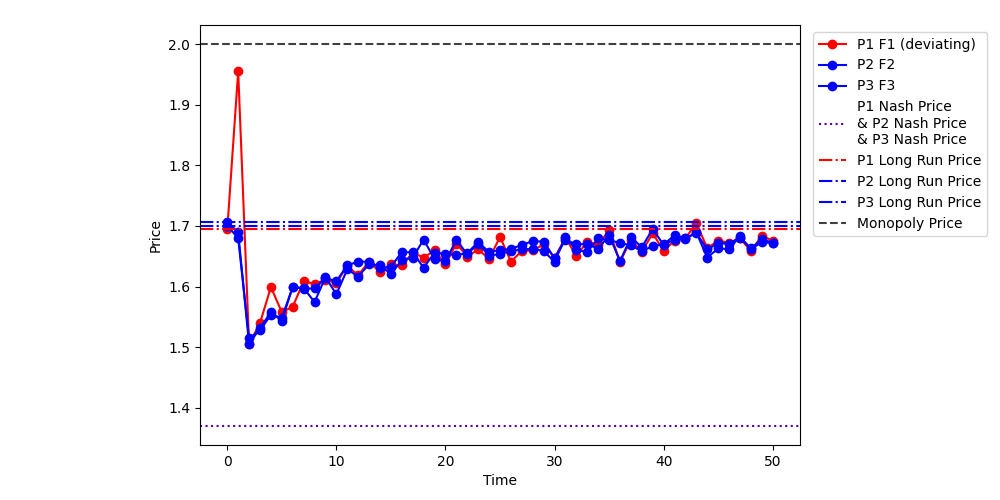 2.0
1.9
1.8
1.7
1.6
1.5
1.4
Price
0 10 20 30 40 50
Time
P1 F1 (deviating)
P2 F2
P3 F3
P1 Nash Price
& P2 Nash Price
& P3 Nash Price
P1 Long Run Price
P2 Long Run Price
P3 Long Run Price
Monopoly Price